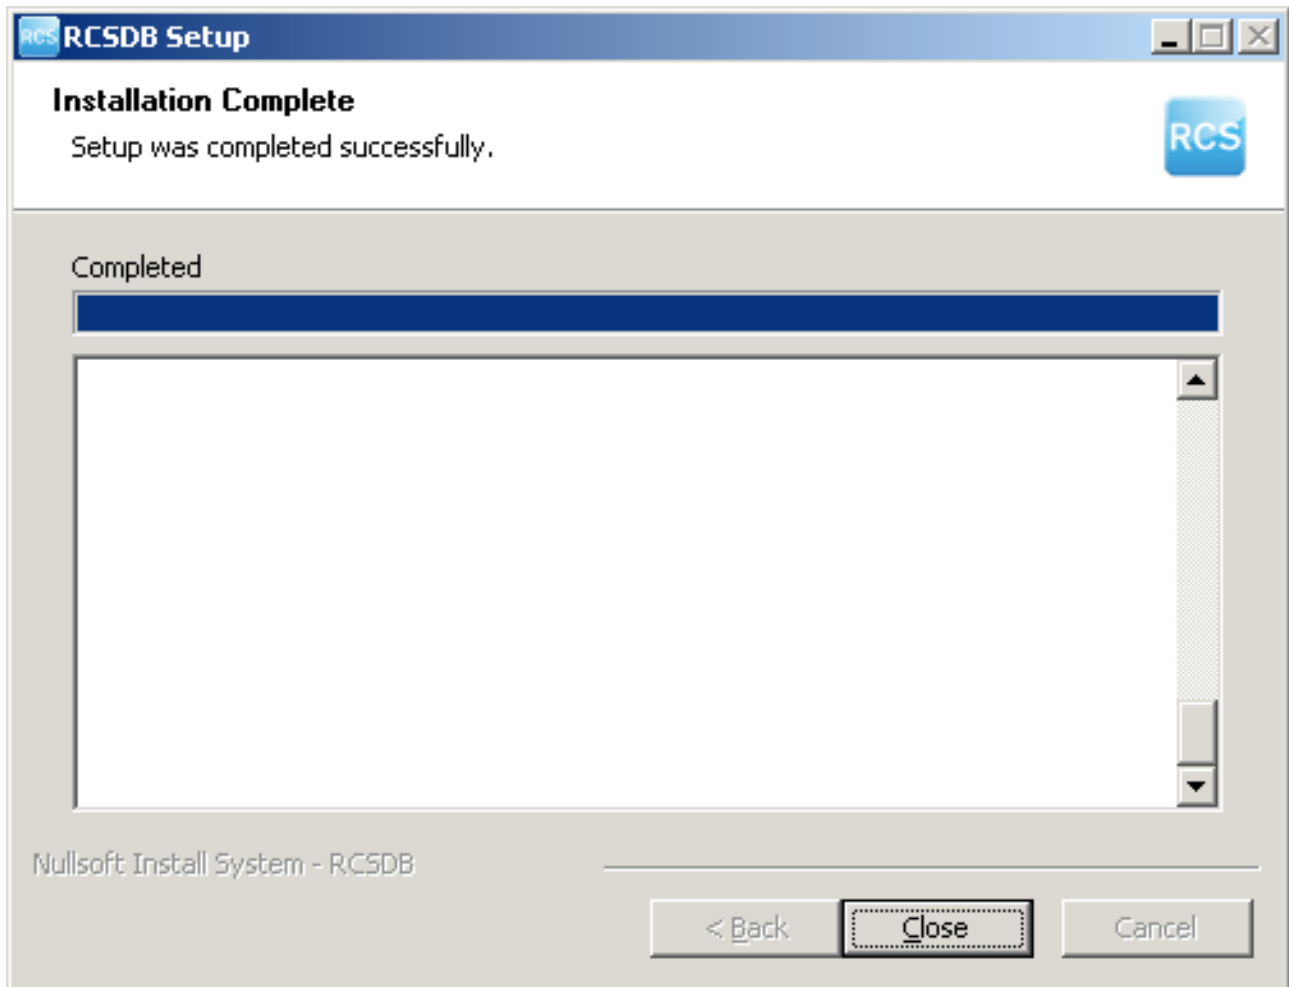 RCS RCSDB Setup
Installation Complete
Setup was completed successfully.
RCS
Completed
Nullsoft Install System - RCSDB
< Back
Close
Cancel